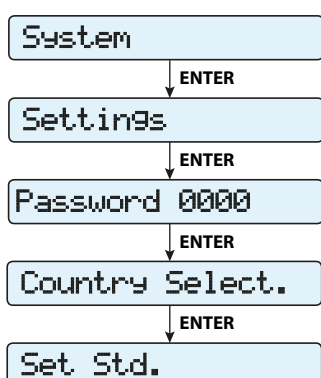 System
ENTER
Settings
ENTER
Password 0000
ENTER
Country Select.
ENTER
Set Std.